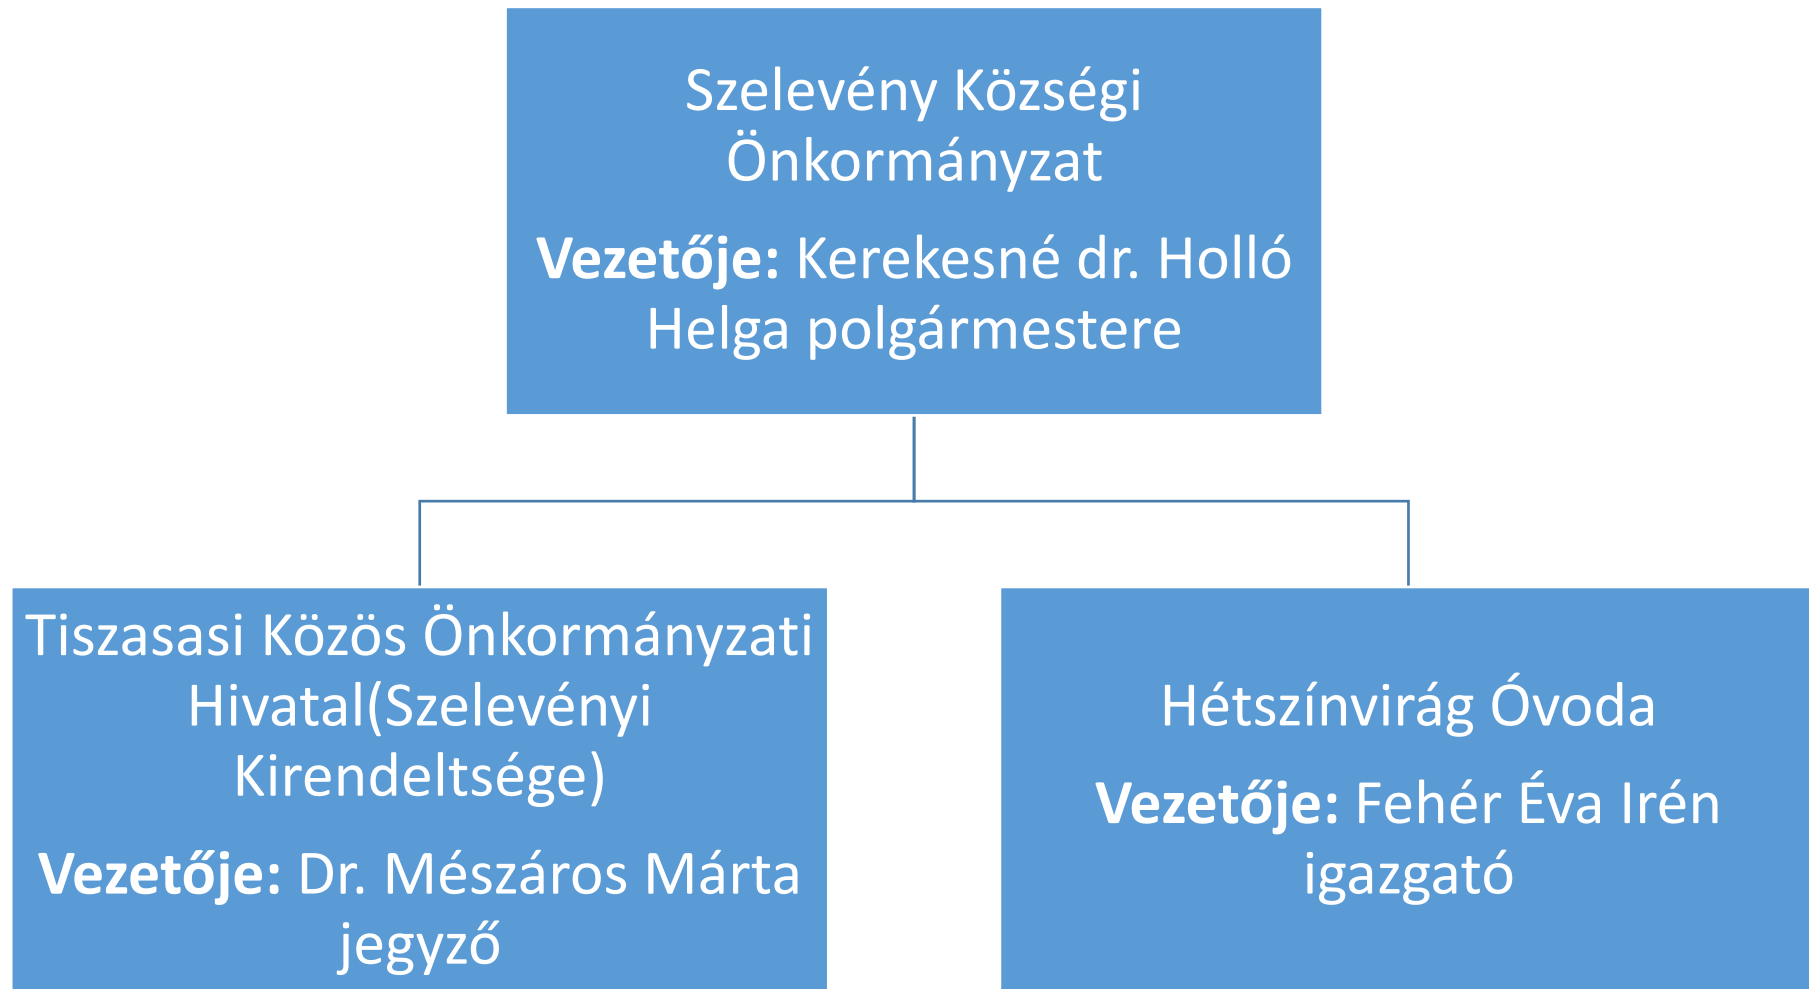 Szelevény Községi
Önkormányzat
Vezetője: Kerekesné dr. Holló
Helga polgármestere
Tiszasasi Közös Önkormányzati
Hivatal(Szelevényi
Kirendeltsége)
Vezetője: Dr. Mészáros Márta
jegyző
Hétszínvirág Óvoda
Vezetője: Fehér Éva Irén
igazgató